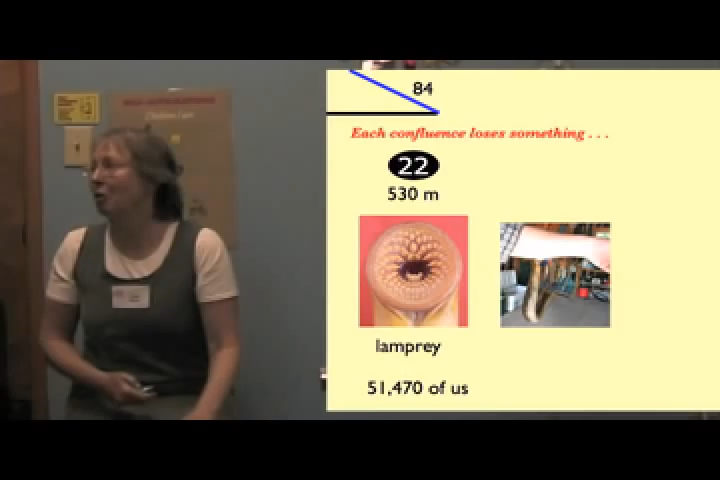 84
Each confluence loses something . . .
22
530 m
lamprey
51,470 of us